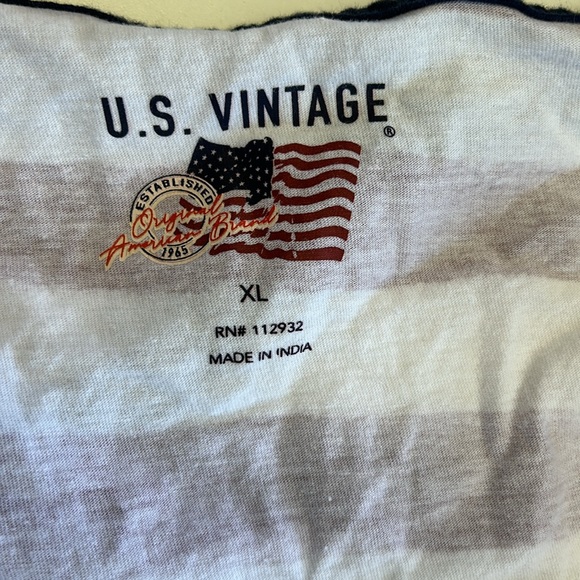 U.S. VINTAGE®
ESTABLISHED
Original
American Brand
1965
XL
RN# 112932
MADE IN INDIA